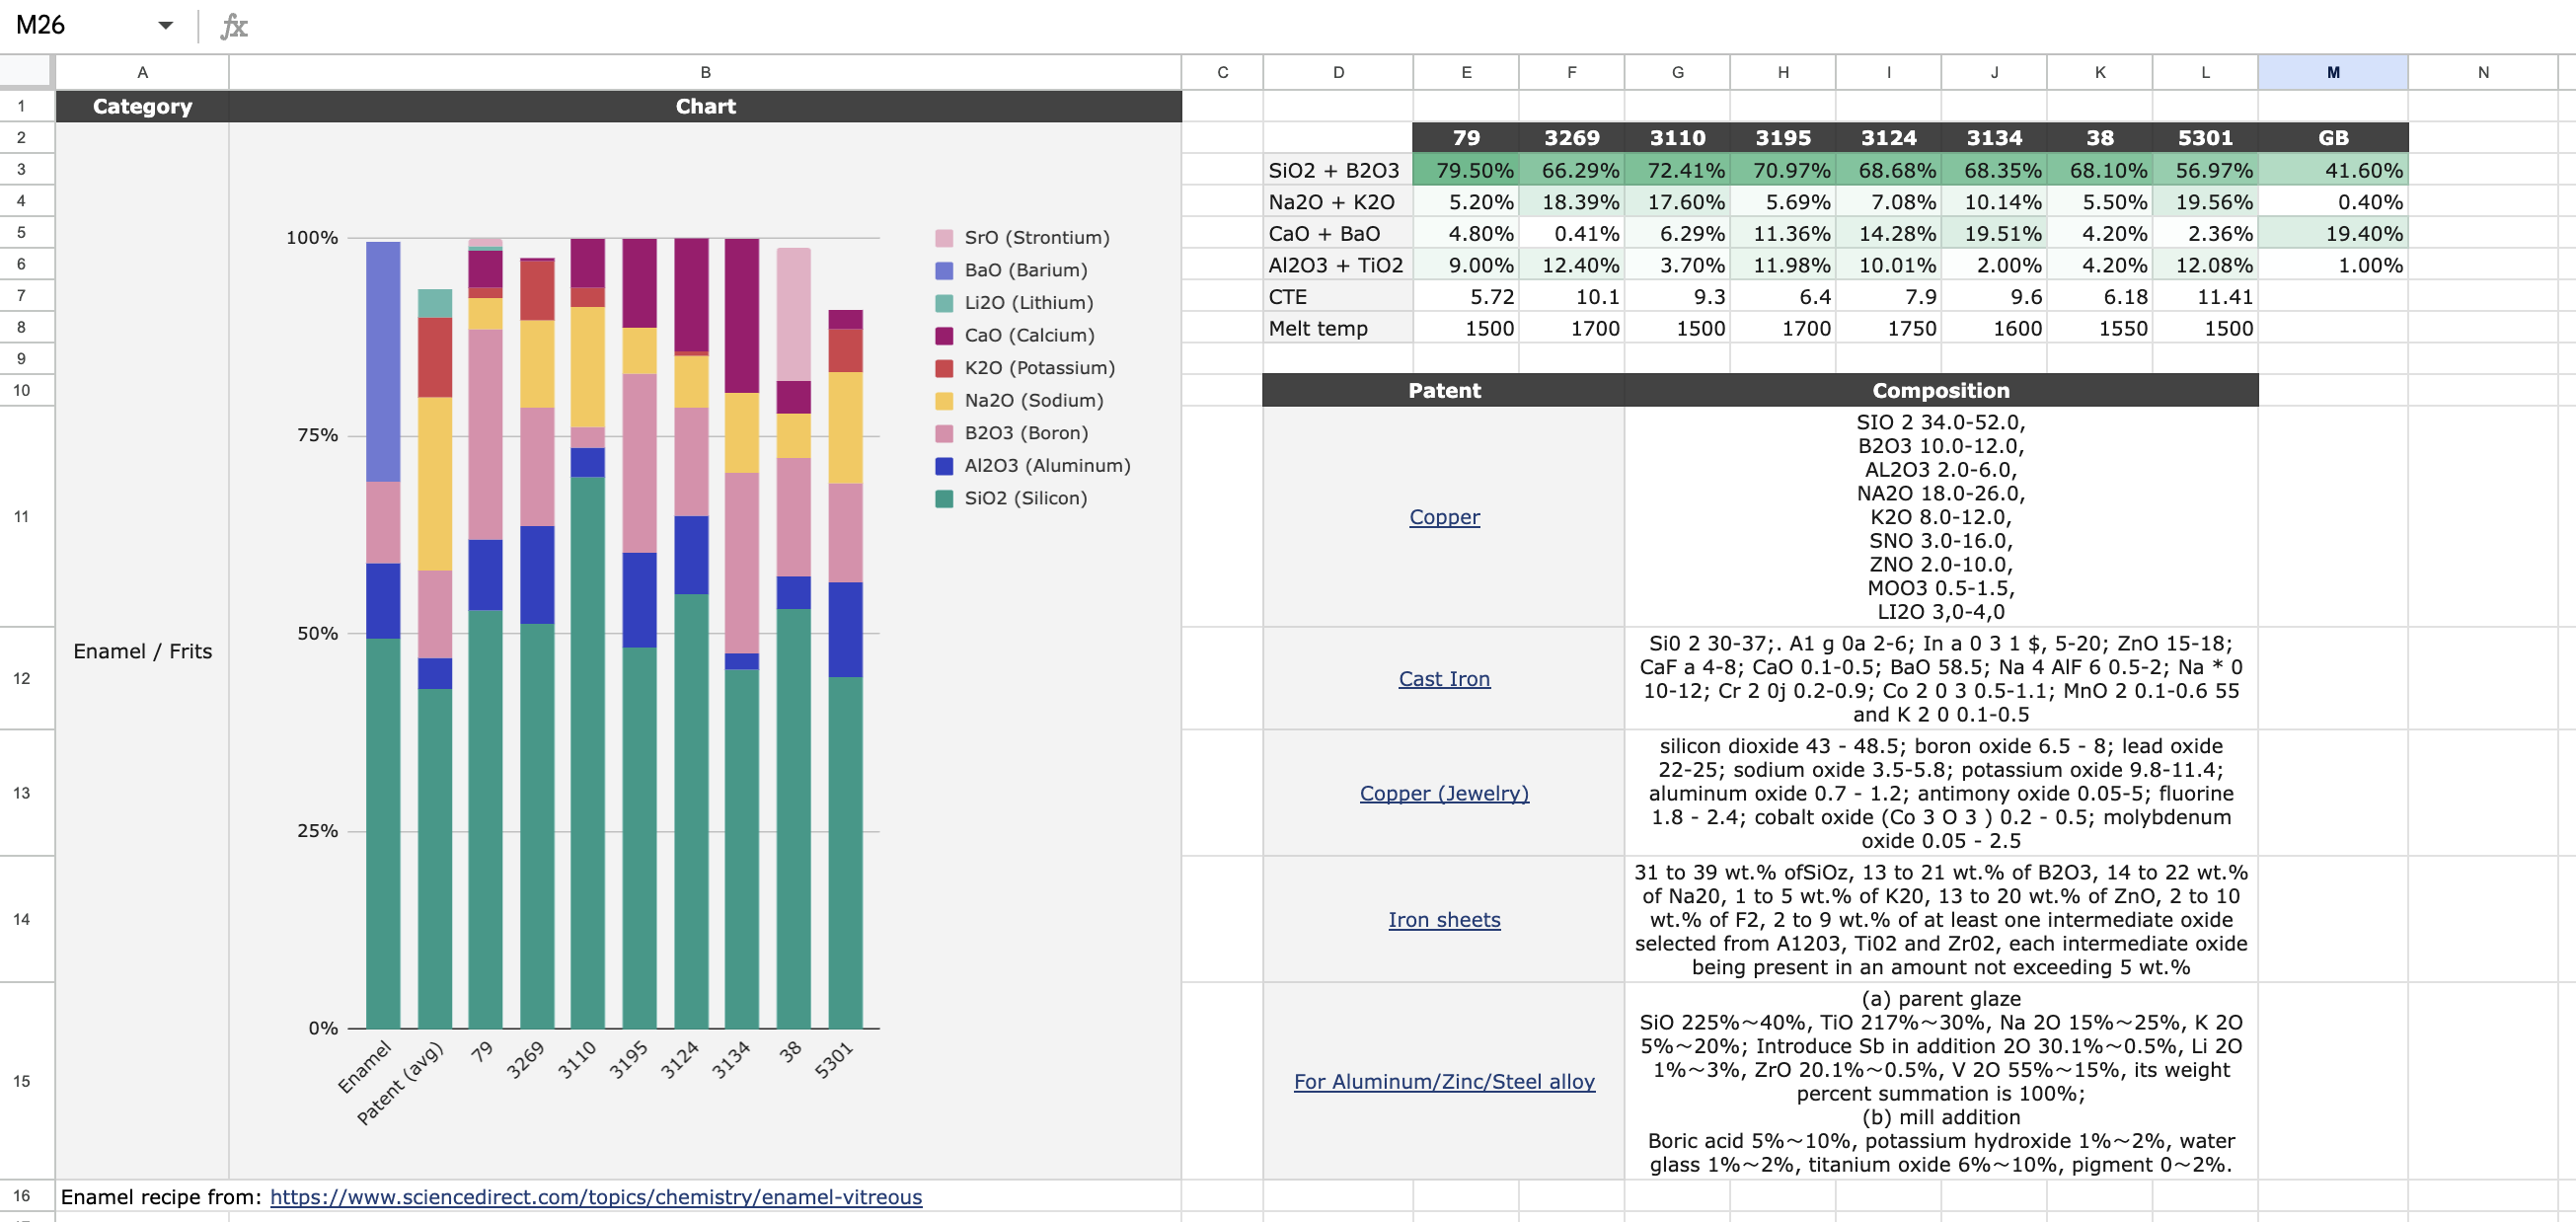 M26
fx
A B C D E F G H I J K L M N
1 Category Chart
2 79 3269 3110 3195 3124 3134 38 5301 GB
3 SiO2 + B2O3 79.50% 66.29% 72.41% 70.97% 68.68% 68.35% 68.10% 56.97% 41.60%
4 Na2O + K2O 5.20% 18.39% 17.60% 5.69% 7.08% 10.14% 5.50% 19.56% 0.40%
5 CaO + BaO 4.80% 0.41% 6.29% 11.36% 14.28% 19.51% 4.20% 2.36% 19.40%
6 Al2O3 + TiO2 9.00% 12.40% 3.70% 11.98% 10.01% 2.00% 4.20% 12.08% 1.00%
7 CTE 5.72 10.1 9.3 6.4 7.9 9.6 6.18 11.41
8 Melt temp 1500 1700 1500 1700 1750 1600 1550 1500
9
10 Patent Composition
Enamel / Frits
100%
75%
50%
25%
0%
SrO (Strontium)
BaO (Barium)
Li2O (Lithium)
CaO (Calcium)
K2O (Potassium)
Na2O (Sodium)
B2O3 (Boron)
Al2O3 (Aluminum)
SiO2 (Silicon)
Enamel
Patent (avg)
79
3269
3110
3195
3124
3134
38
5301
11
Copper
SIO 2 34.0-52.0,
B2O3 10.0-12.0,
AL2O3 2.0-6.0,
NA2O 18.0-26.0,
K2O 8.0-12.0,
SNO 3.0-16.0,
ZNO 2.0-10.0,
MOO3 0.5-1.5,
LI2O 3,0-4,0
12
Cast Iron
Si0 2 30-37;. A1 g 0a 2-6; In a 0 3 1 $, 5-20; ZnO 15-18;
CaF a 4-8; CaO 0.1-0.5; BaO 58.5; Na 4 AlF 6 0.5-2; Na * 0
10-12; Cr 2 0j 0.2-0.9; Co 2 0 3 0.5-1.1; MnO 2 0.1-0.6 55
and K 2 0 0.1-0.5
13
Copper (Jewelry)
silicon dioxide 43 - 48.5; boron oxide 6.5 - 8; lead oxide
22-25; sodium oxide 3.5-5.8; potassium oxide 9.8-11.4;
aluminum oxide 0.7 - 1.2; antimony oxide 0.05-5; fluorine
1.8 - 2.4; cobalt oxide (Co 3 O 3 ) 0.2 - 0.5; molybdenum
oxide 0.05 - 2.5
14
Iron sheets
31 to 39 wt.% ofSiOz, 13 to 21 wt.% of B2O3, 14 to 22 wt.%
of Na20, 1 to 5 wt.% of K20, 13 to 20 wt.% of ZnO, 2 to 10
wt.% of F2, 2 to 9 wt.% of at least one intermediate oxide
selected from A1203, Ti02 and Zr02, each intermediate oxide
being present in an amount not exceeding 5 wt.%
15
For Aluminum/Zinc/Steel alloy
(a) parent glaze
SiO 225%～40%, TiO 217%～30%, Na 2O 15%～25%, K 2O
5%～20%; Introduce Sb in addition 2O 30.1%～0.5%, Li 2O
1%～3%, ZrO 20.1%～0.5%, V 2O 55%～15%, its weight
percent summation is 100%;
(b) mill addition
Boric acid 5%～10%, potassium hydroxide 1%～2%, water
glass 1%～2%, titanium oxide 6%～10%, pigment 0～2%.
16 Enamel recipe from: https://www.sciencedirect.com/topics/chemistry/enamel-vitreous